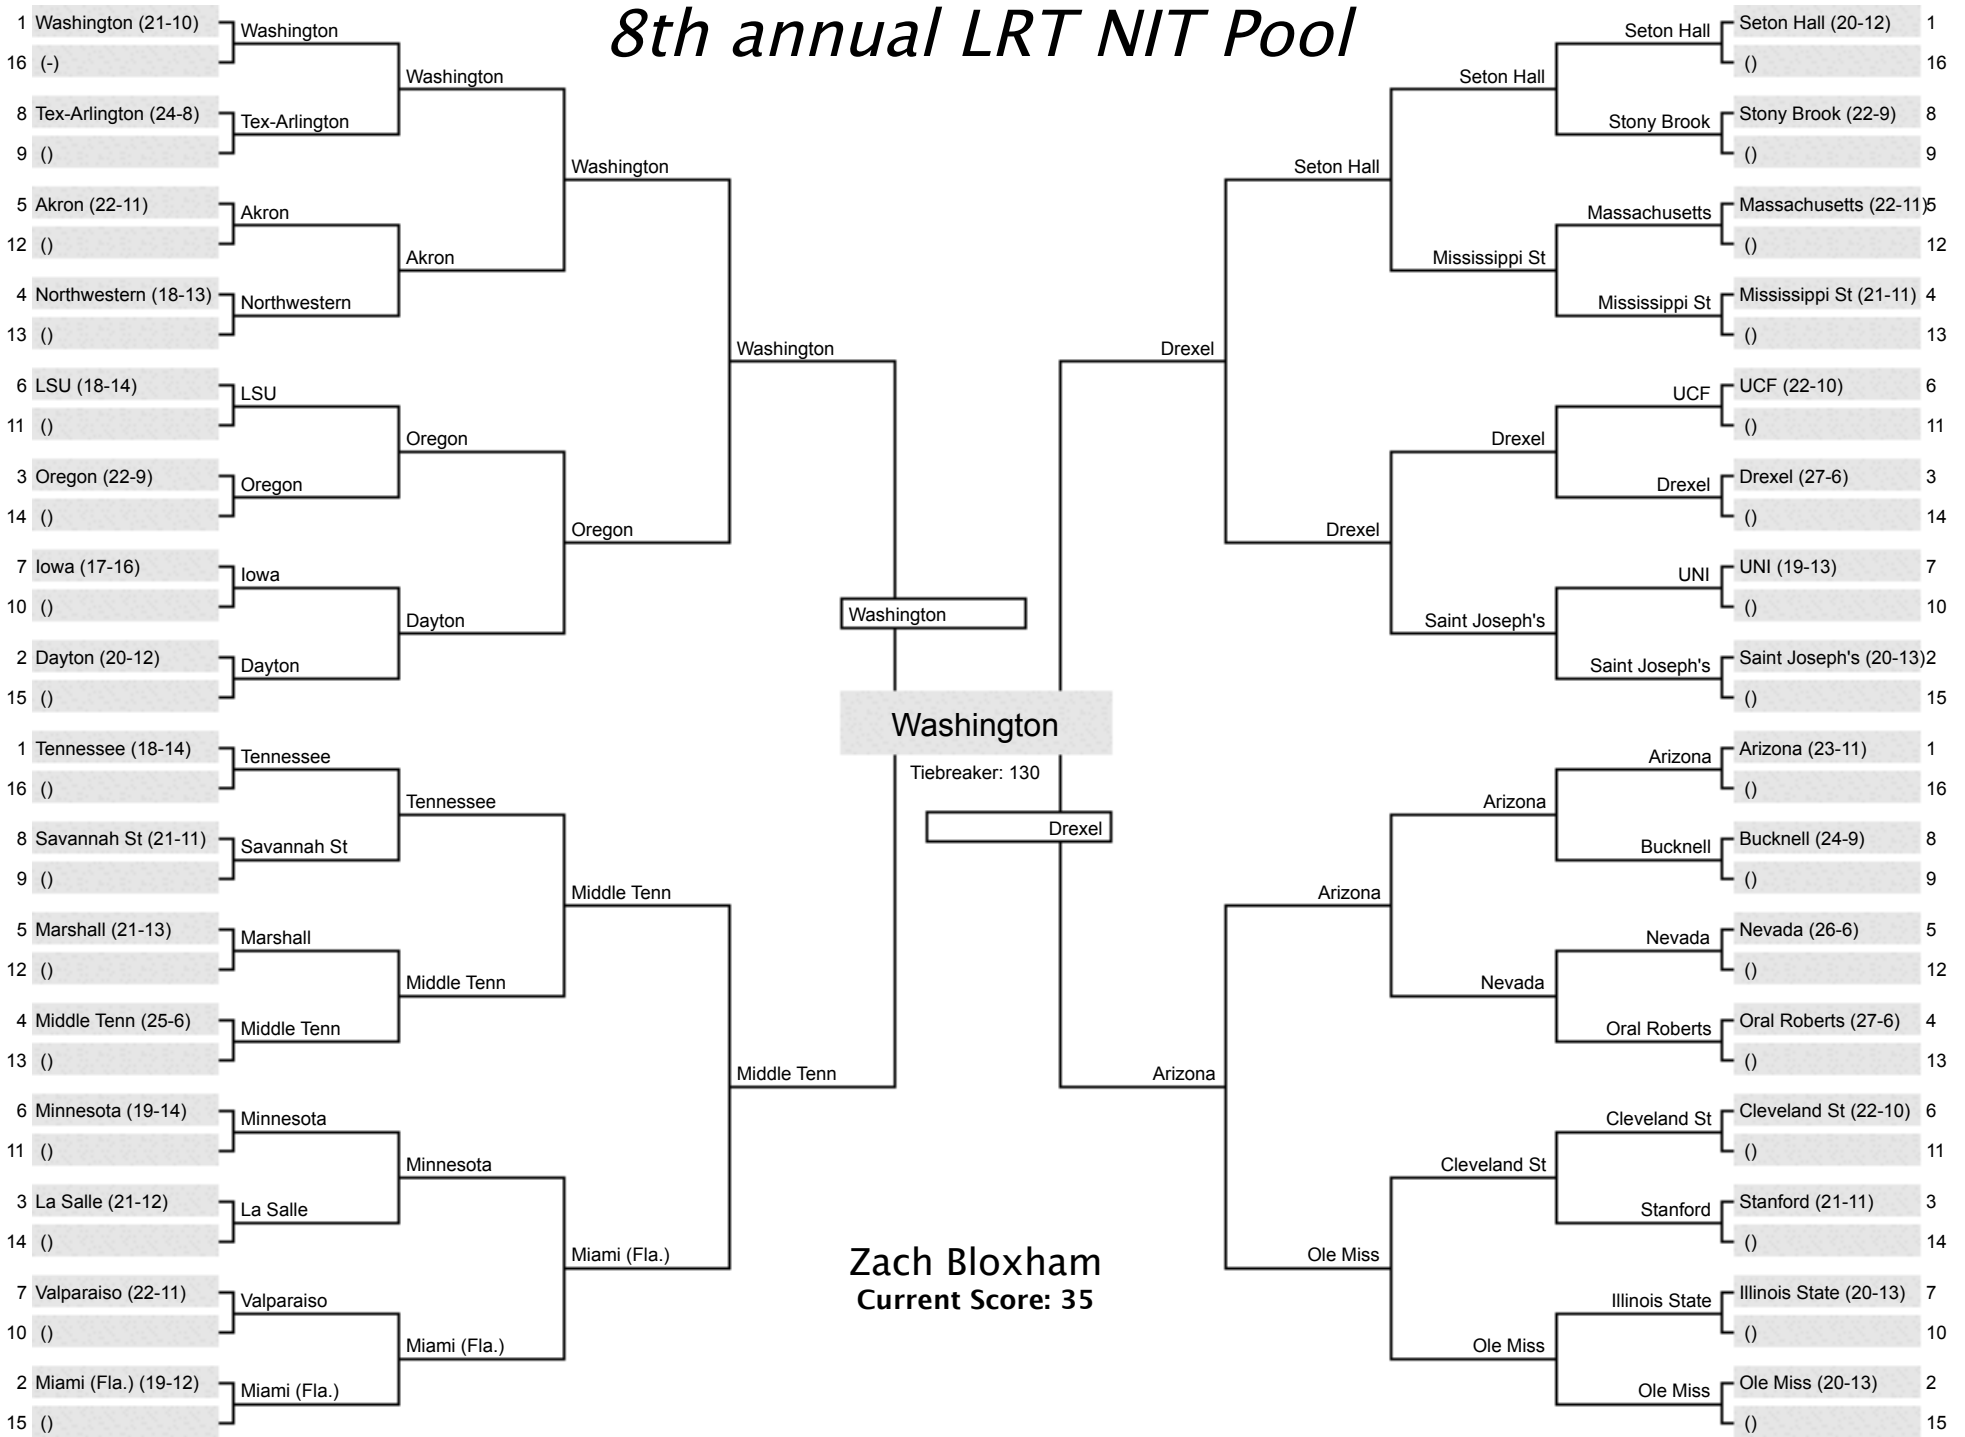 8th annual LRT NIT Pool
1 Washington (21-10)
16 (-)
8 Tex-Arlington (24-8)
9 ()
5 Akron (22-11)
12 ()
4 Northwestern (18-13)
13 ()
6 LSU (18-14)
11 ()
3 Oregon (22-9)
14 ()
7 Iowa (17-16)
10 ()
2 Dayton (20-12)
15 ()
1 Tennessee (18-14)
16 ()
8 Savannah St (21-11)
9 ()
5 Marshall (21-13)
12 ()
4 Middle Tenn (25-6)
13 ()
6 Minnesota (19-14)
11 ()
3 La Salle (21-12)
14 ()
7 Valparaiso (22-11)
10 ()
2 Miami (Fla.) (19-12)
15 ()
Washington
Tex-Arlington
Akron
Northwestern
LSU
Oregon
Iowa
Dayton
Tennessee
Savannah St
Marshall
Middle Tenn
Minnesota
La Salle
Valparaiso
Miami (Fla.)
Washington
Akron
Oregon
Dayton
Tennessee
Middle Tenn
Minnesota
Miami (Fla.)
Washington
Oregon
Middle Tenn
Miami (Fla.)
Washington
Middle Tenn
Washington
Washington
Tiebreaker: 130
Drexel
Zach Bloxham
Current Score: 35
Drexel
Arizona
Seton Hall
Drexel
Arizona
Ole Miss
Seton Hall
Mississippi St
Drexel
Saint Joseph's
Arizona
Nevada
Cleveland St
Ole Miss
Seton Hall
Stony Brook
Massachusetts
Mississippi St
UCF
Drexel
UNI
Saint Joseph's
Arizona
Bucknell
Nevada
Oral Roberts
Cleveland St
Stanford
Illinois State
Ole Miss
Seton Hall (20-12) 1
() 16
Stony Brook (22-9) 8
() 9
Massachusetts (22-11) 5
() 12
Mississippi St (21-11) 4
() 13
UCF (22-10) 6
() 11
Drexel (27-6) 3
() 14
UNI (19-13) 7
() 10
Saint Joseph's (20-13) 2
() 15
Arizona (23-11) 1
() 16
Bucknell (24-9) 8
() 9
Nevada (26-6) 5
() 12
Oral Roberts (27-6) 4
() 13
Cleveland St (22-10) 6
() 11
Stanford (21-11) 3
() 14
Illinois State (20-13) 7
() 10
Ole Miss (20-13) 2
() 15